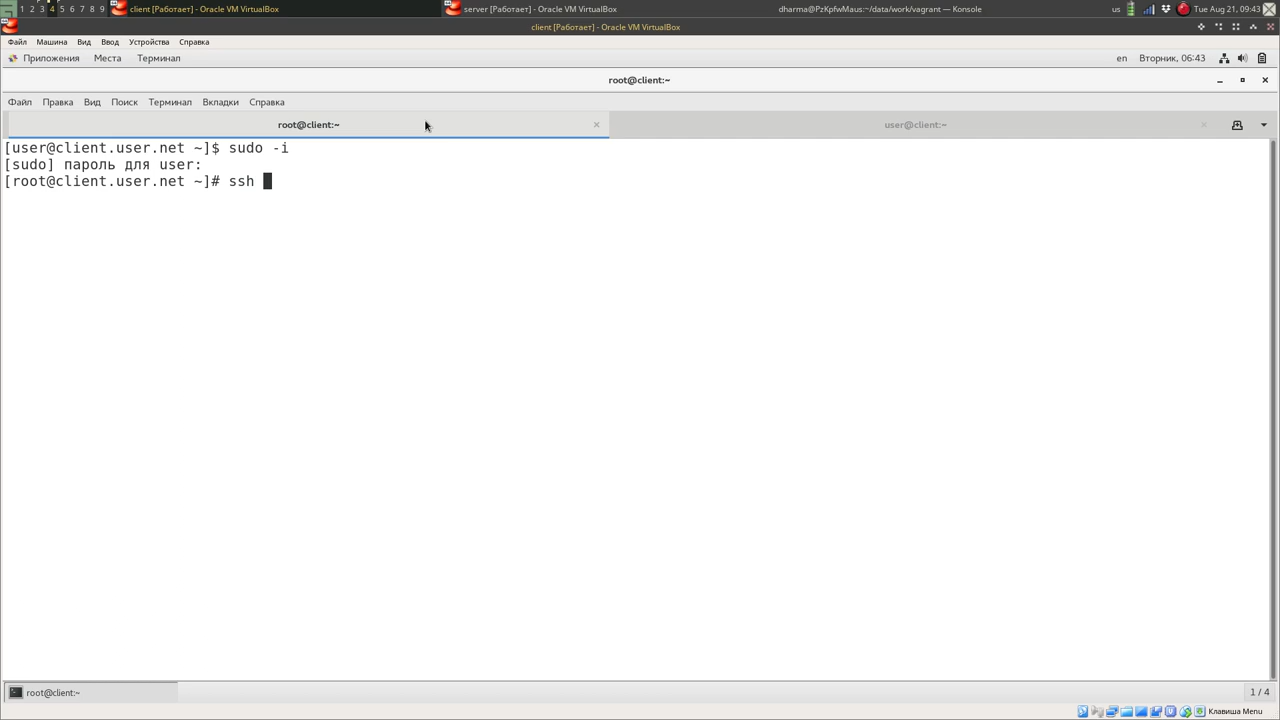 1 2 3 4 5 6 7 8 9 client [Работает] - Oracle VM VirtualBox server [Работает] - Oracle VM VirtualBox dharma@PzKpfwMaus:~/data/work/vagrant — Konsole us Tue Aug 21, 09:43
client [Работает] - Oracle VM VirtualBox
Файл Машина Вид Ввод Устройства Справка
Приложения Места Терминал en Вторник, 06:43
root@client:~
Файл Правка Вид Поиск Терминал Вкладки Справка
root@client:~ user@client:~
[user@client.user.net ~]$ sudo -i
[sudo] пароль для user:
[root@client.user.net ~]# ssh
root@client:~ 1 / 4
Клавиша Menu